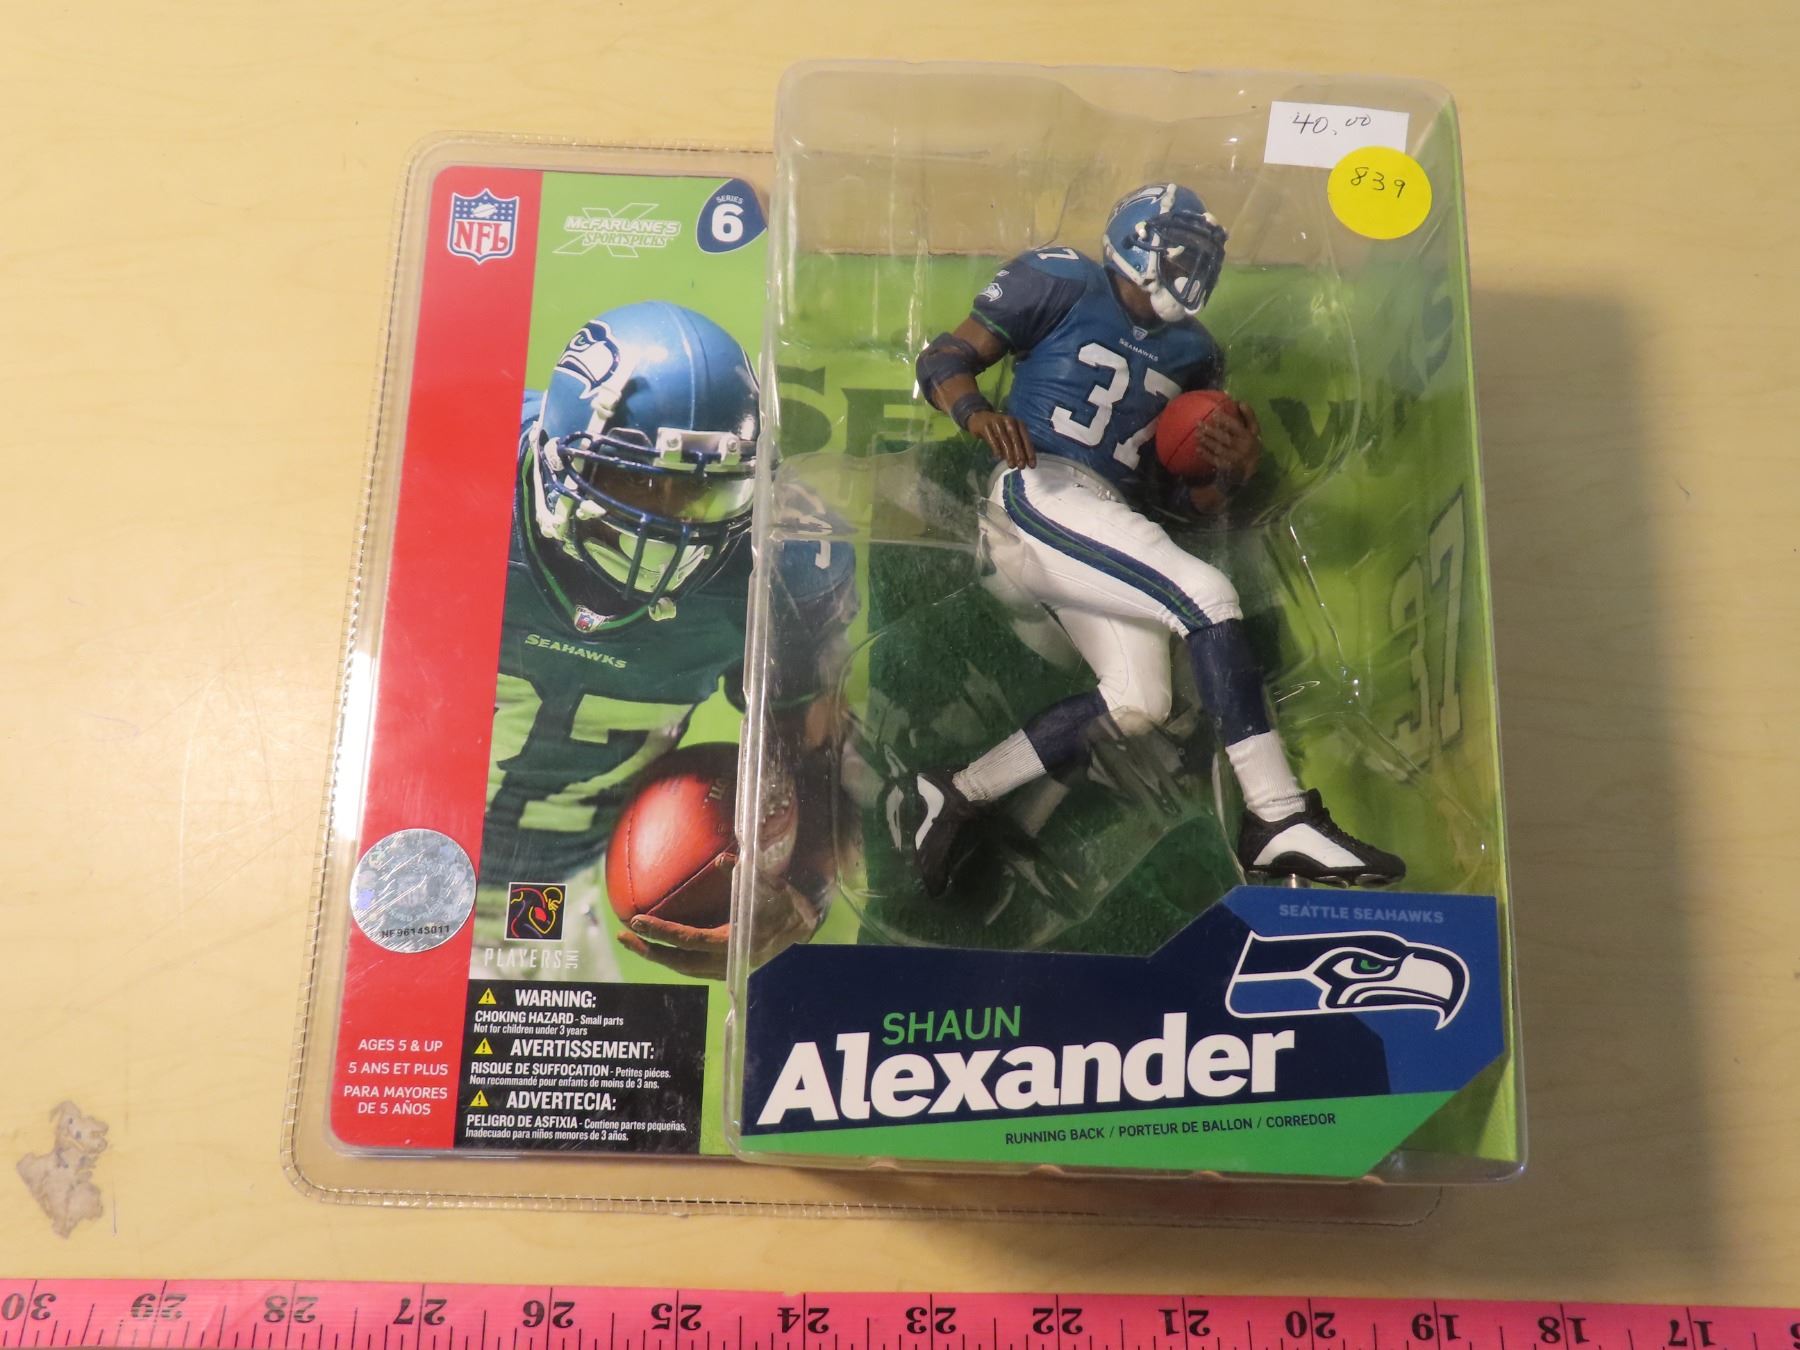 40.00
839
NFL
McFARLANE'S
SPORTSPICKS
SERIES
6
37
SEAHAWKS
37
SEAHAWKS
7
37
NF96143011
PLAYERS INC
WARNING:
CHOKING HAZARD - Small parts
Not for children under 3 years
AVERTISSEMENT:
RISQUE DE SUFFOCATION - Petites pièces.
Non recommandé pour enfants de moins de 3 ans.
ADVERTECIA:
PELIGRO DE ASFIXIA - Contiene partes pequeñas.
Inadecuado para niños menores de 3 años.
AGES 5 & UP
5 ANS ET PLUS
PARA MAYORES
DE 5 AÑOS
SEATTLE SEAHAWKS
SHAUN
Alexander
RUNNING BACK / PORTEUR DE BALLON / CORREDOR
30 29 28 27 26 25 24 23 22 21 20 19 18 17